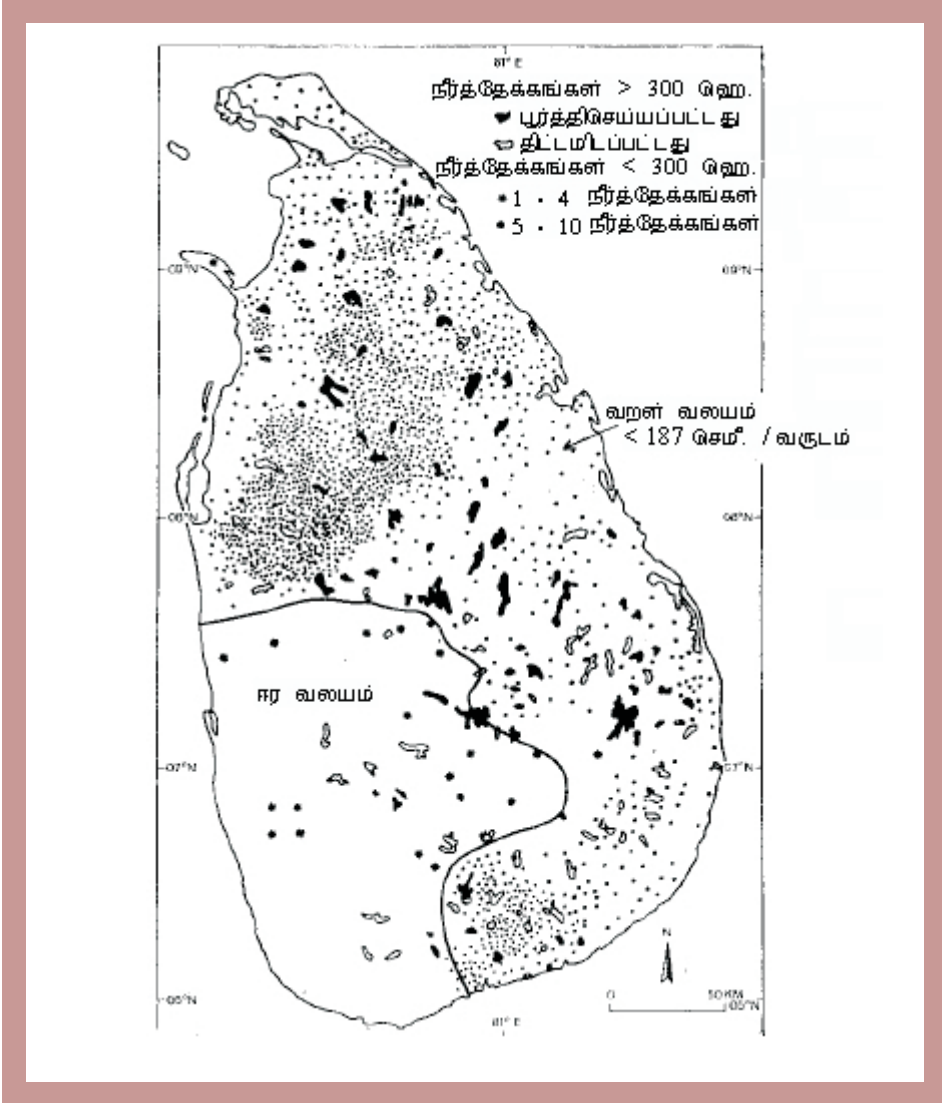 81° E
நீர்த்தேக்கங்கள் > 300 ஹெ.
பூர்த்திசெய்யப்பட்டது
திட்டமிடப்பட்டது
நீர்த்தேக்கங்கள் < 300 ஹெ.
1 - 4 நீர்த்தேக்கங்கள்
5 - 10 நீர்த்தேக்கங்கள்
09°N 09°N
வறள் வலயம்
< 187 செமீ. / வருடம்
08°N 08°N
ஈர வலயம்
07°N 07°N
N
0 50 KM
06°N
81° E